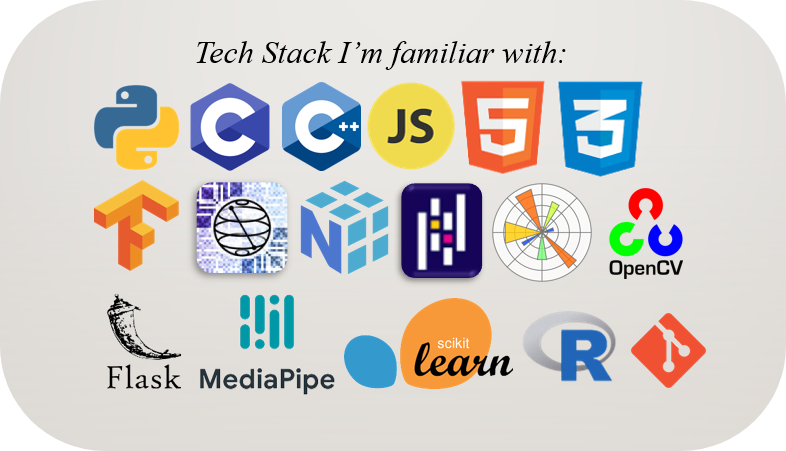 Tech Stack I'm familiar with:
C C++ JS 5 3
N OpenCV
Flask MediaPipe scikit learn R